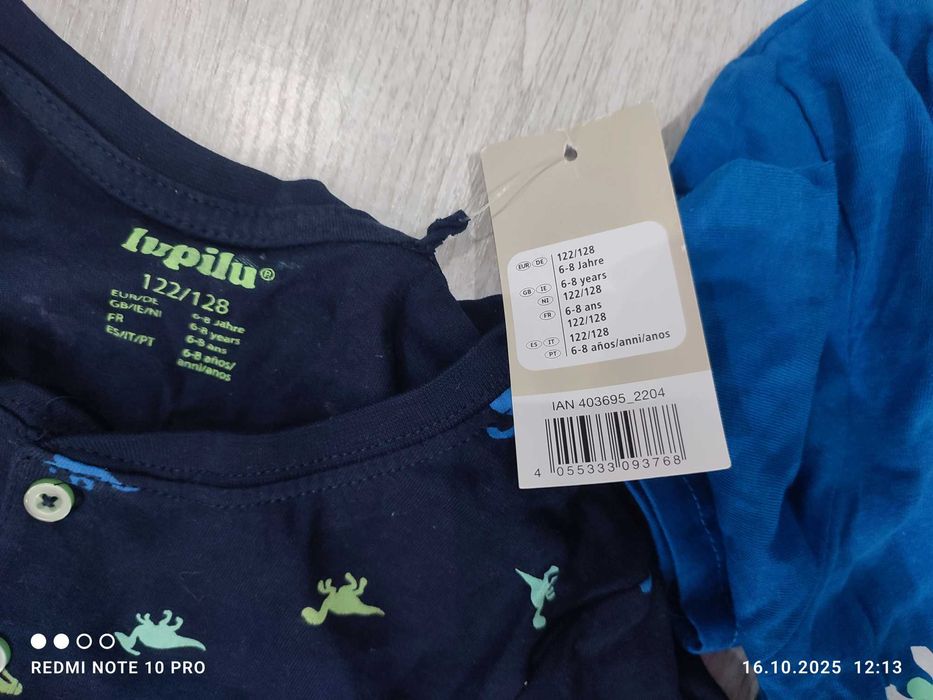 lupilu®
122/128
EUR/DE 6-8 Jahre
GB/IE/NI 6-8 years
FR 6-8 ans
ES/IT/PT 6-8 años/
anni/anos
EUR DE 122/128
6-8 Jahre
GB IE 6-8 years
NI 122/128
FR 6-8 ans
122/128
ES IT 122/128
PT 6-8 años/anni/anos
IAN 403695_2204
4 055333 093768
REDMI NOTE 10 PRO
16.10.2025 12:13